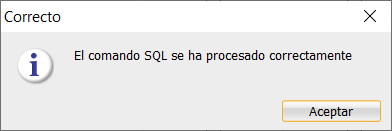 Correcto
El comando SQL se ha procesado correctamente
Aceptar